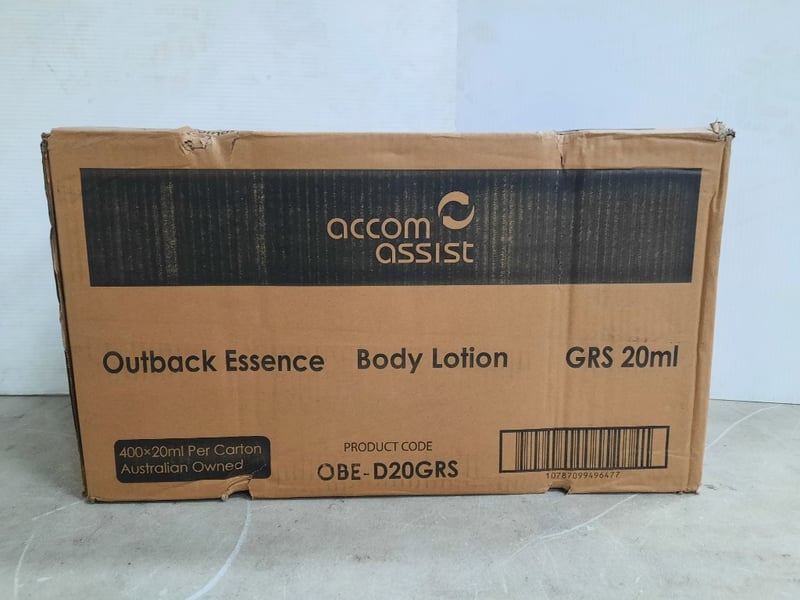 accom
assist
Outback Essence Body Lotion GRS 20ml
400×20ml Per Carton
Australian Owned
PRODUCT CODE
OBE-D20GRS
10787099496477